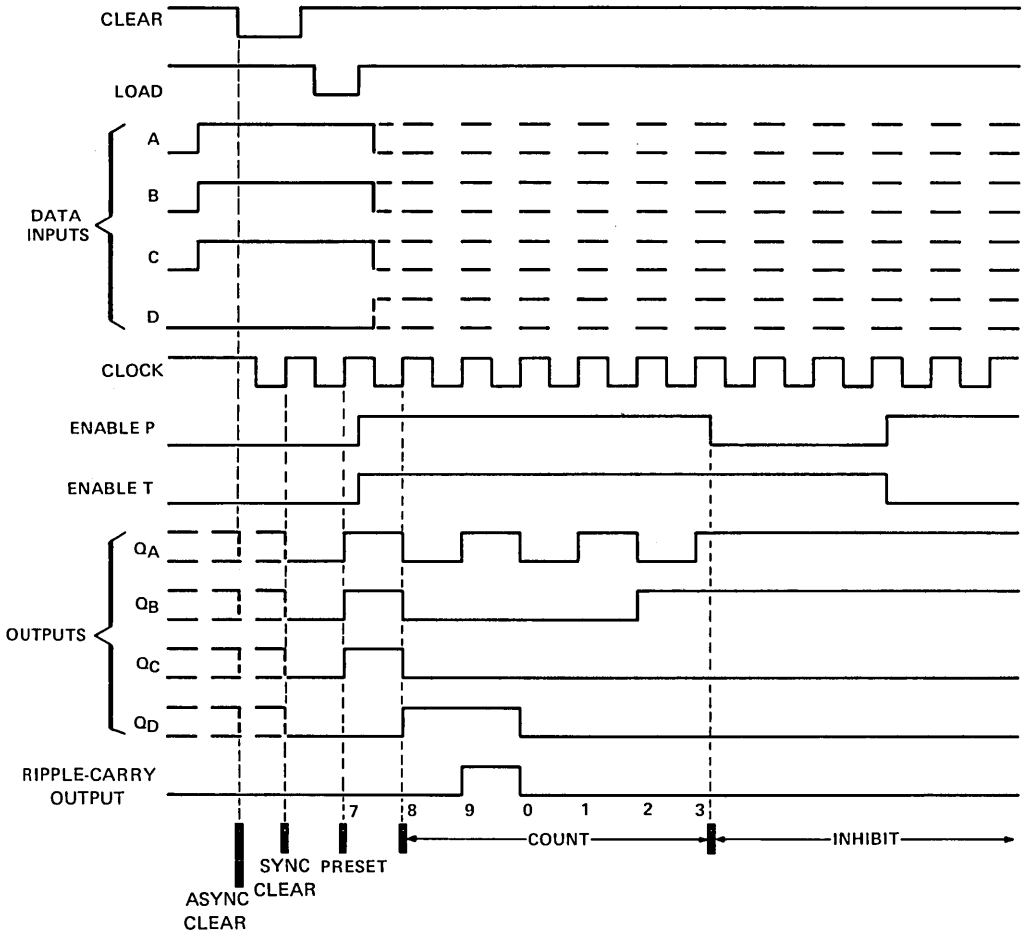 CLEAR
LOAD
A
B
DATA
INPUTS
C
D
CLOCK
ENABLE P
ENABLE T
QA
QB
OUTPUTS
QC
QD
RIPPLE-CARRY
OUTPUT
7 8 9 0 1 2 3
COUNT INHIBIT
SYNC PRESET
CLEAR
ASYNC
CLEAR